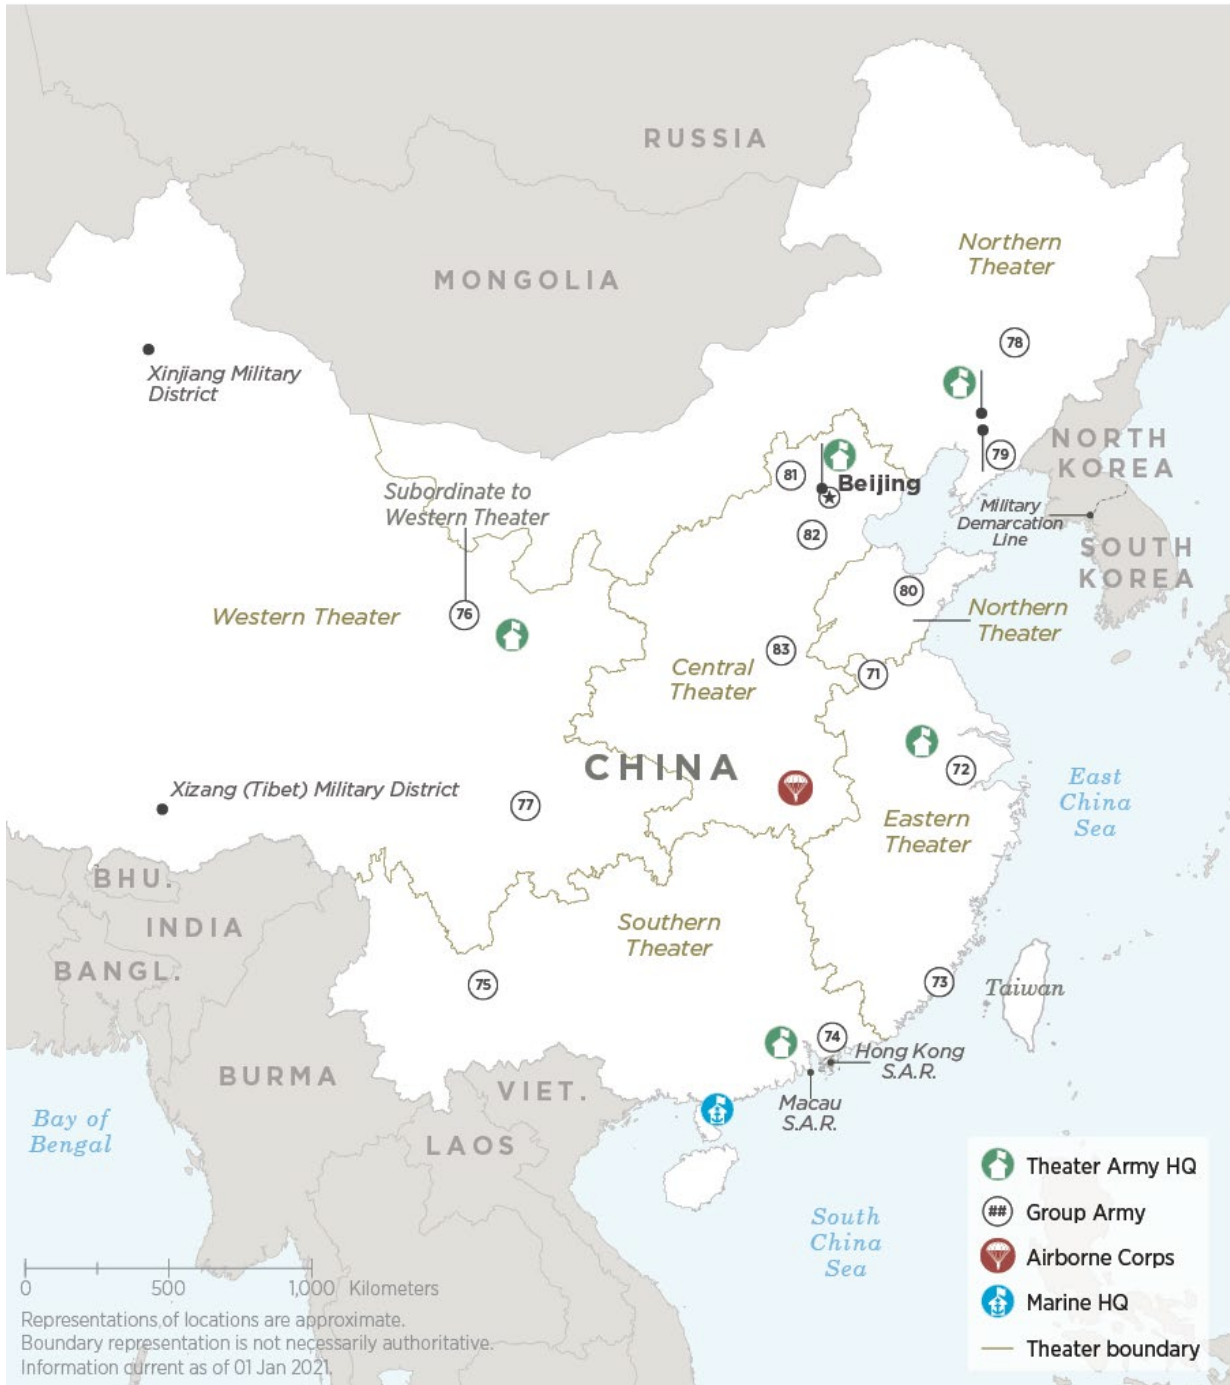 RUSSIA
Northern
Theater
MONGOLIA
78
Xinjiang Military
District
NORTH
KOREA
79
81
Beijing
Subordinate to
Western Theater
Military
Demarcation
Line
82
SOUTH
KOREA
80
Western Theater
76
Northern
Theater
83
Central
Theater
71
CHINA
72
East
China
Sea
Xizang (Tibet) Military District
77
Eastern
Theater
BHU.
INDIA
Southern
Theater
BANGL.
75
73
Taiwan
74
Hong Kong
S.A.R.
BURMA
VIET.
Macau
S.A.R.
Bay of
Bengal
LAOS
South
China
Sea
Theater Army HQ
## Group Army
Airborne Corps
Marine HQ
Theater boundary
0 500 1,000 Kilometers
Representations of locations are approximate.
Boundary representation is not necessarily authoritative.
Information current as of 01 Jan 2021.